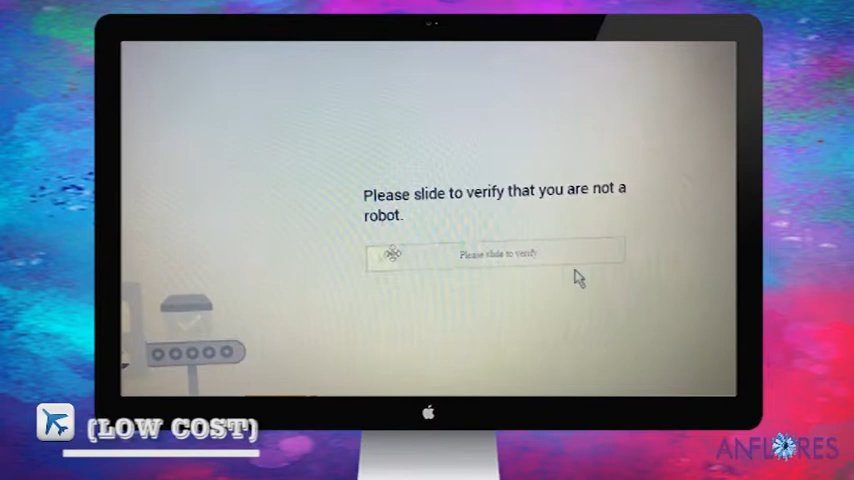 Please slide to verify that you are not a
robot.
Please slide to verify
(LOW COST)
ANFLORES